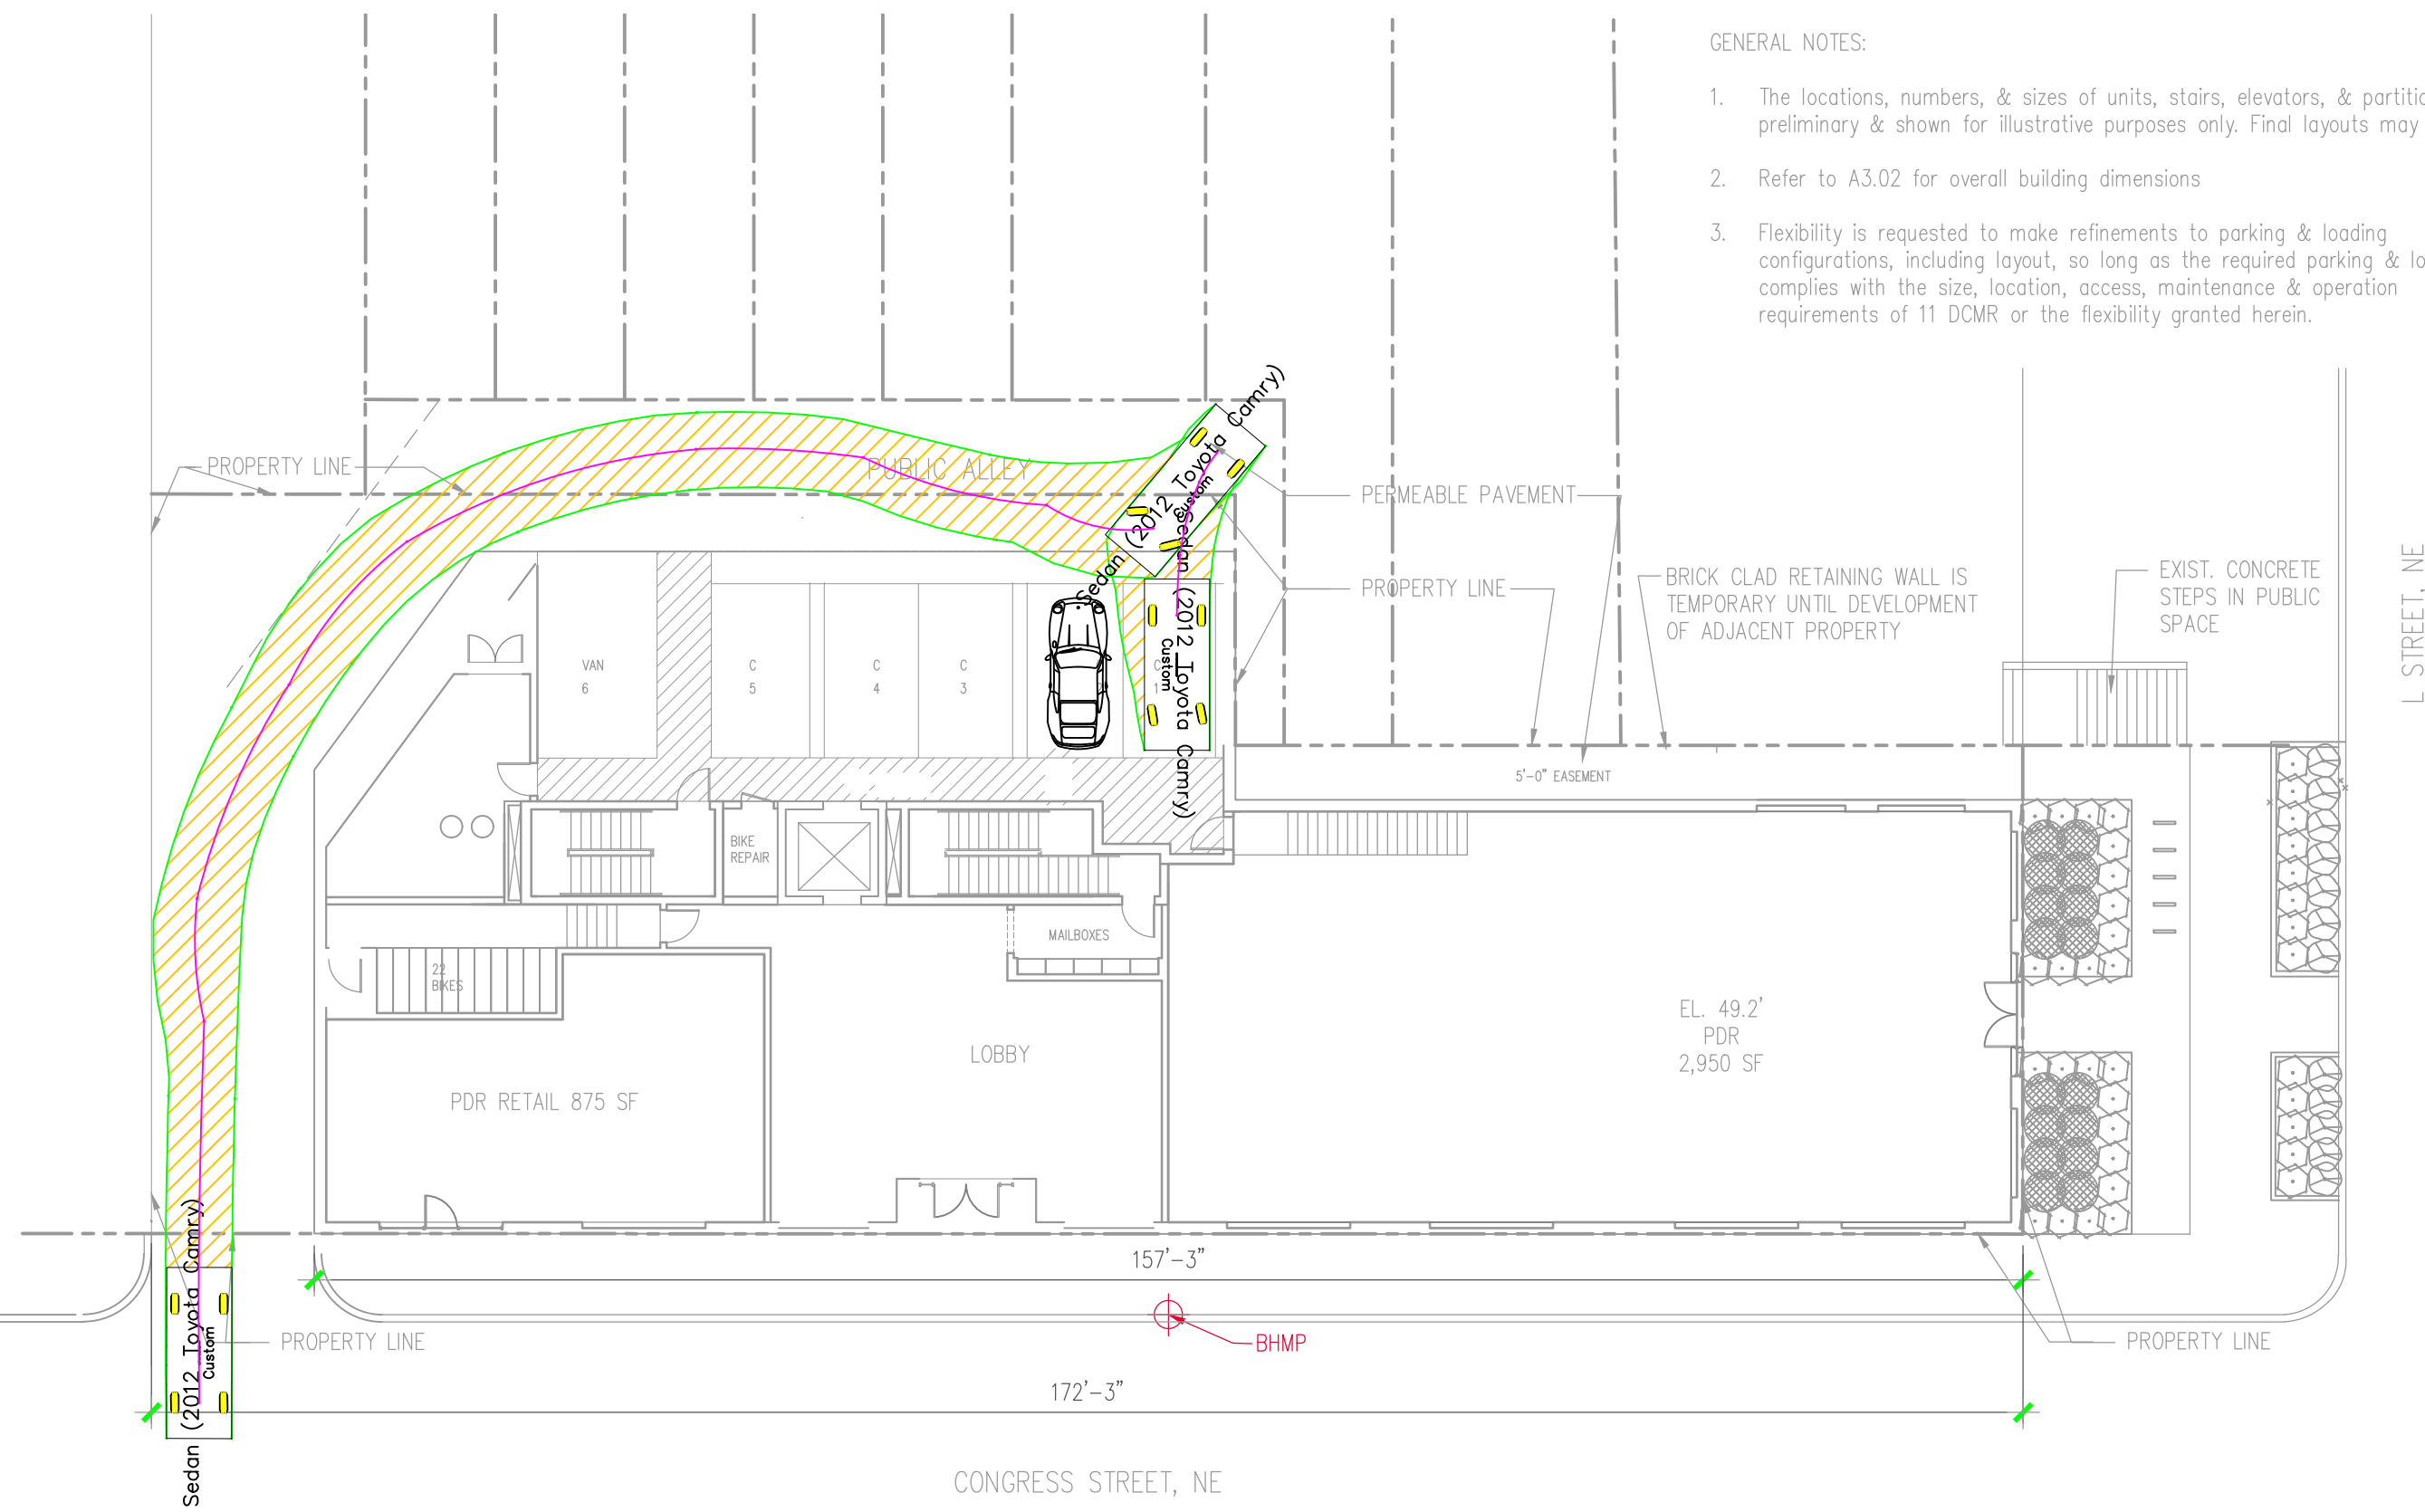 GENERAL NOTES:
1. The locations, numbers, & sizes of units, stairs, elevators, &
preliminary & shown for illustrative purposes only. Final layouts may
2. Refer to A3.02 for overall building dimensions
3. Flexibility is requested to make refinements to parking & loading
configurations, including layout, so long as the required parking &
complies with the size, location, access, maintenance & operation
requirements of 11 DCMR or the flexibility granted herein.
PROPERTY LINE
PUBLIC ALLEY
Sedan (2012 Toyota Camry)
Custom
PERMEABLE PAVEMENT
PROPERTY LINE
BRICK CLAD RETAINING WALL IS
TEMPORARY UNTIL DEVELOPMENT
OF ADJACENT PROPERTY
EXIST. CONCRETE
STEPS IN PUBLIC
SPACE
L STREET, NE
VAN
6
C
5
C
4
C
3
C
1
Sedan (2012 Toyota Camry)
Custom
5'-0" EASEMENT
BIKE
REPAIR
MAILBOXES
22
BIKES
LOBBY
PDR RETAIL 875 SF
EL. 49.2'
PDR
2,950 SF
157'-3"
Sedan (2012 Toyota Camry)
Custom
PROPERTY LINE
BHMP
PROPERTY LINE
172'-3"
CONGRESS STREET, NE